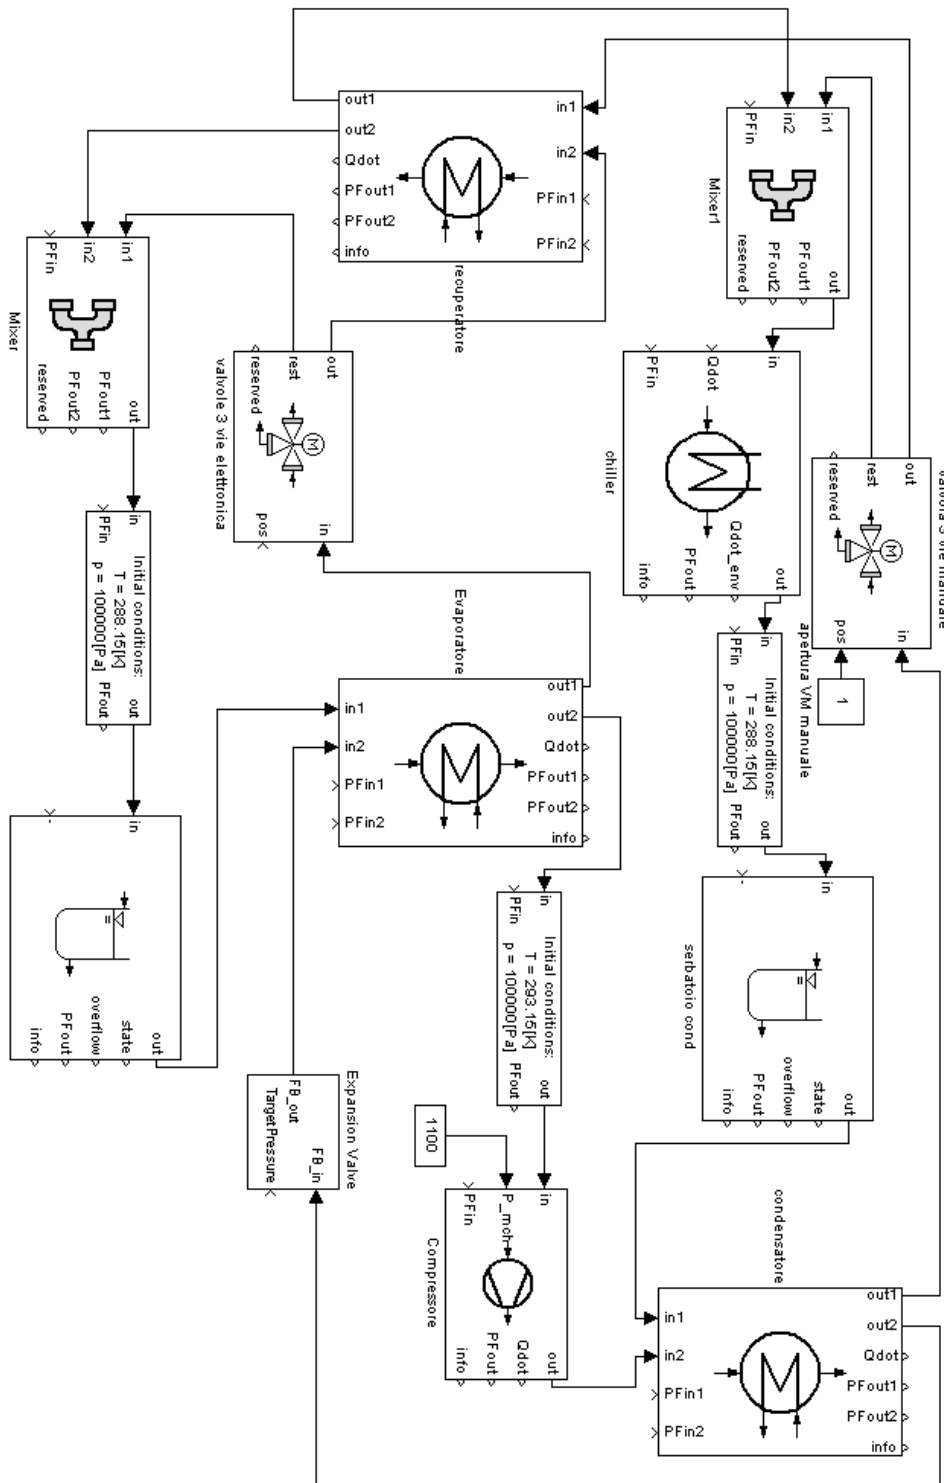 out1
out2
Qdot
PFout1
PFout2
info
in1
in2
PFin1
PFin2
recuperatore
in1
in2
PFin
Mixer1
out
PFout1
PFout2
reserved
in1
in2
PFin
Mixer
out
PFout1
PFout2
reserved
out
rest
reserved
M
in
pos
valvole 3 vie elettronica
in
Qdot
PFin
chiller
out
Qdot_env
PFout
info
out
rest
reserved
M
in
pos
valvola 3 vie manuale
1
apertura VM manuale
in
PFin
Initial conditions:
T = 288.15[K]
p = 100000[Pa]
out
PFout
in
PFin
Initial conditions:
T = 288.15[K]
p = 100000[Pa]
out
PFout
Evaporatore
in1
in2
PFin1
PFin2
out1
out2
Qdot
PFout1
PFout2
info
in
out
state
overflow
PFout
info
in
PFin
Initial conditions:
T = 293.15[K]
p = 100000[Pa]
out
PFout
in
out
state
overflow
PFout
info
serbatoio cond
Expansion Valve
FB_out
TargetPressure
FB_in
1100
in
P_mch
PFin
Compressore
out
Qdot
PFout
info
condensatore
in1
in2
PFin1
PFin2
out1
out2
Qdot
PFout1
PFout2
info